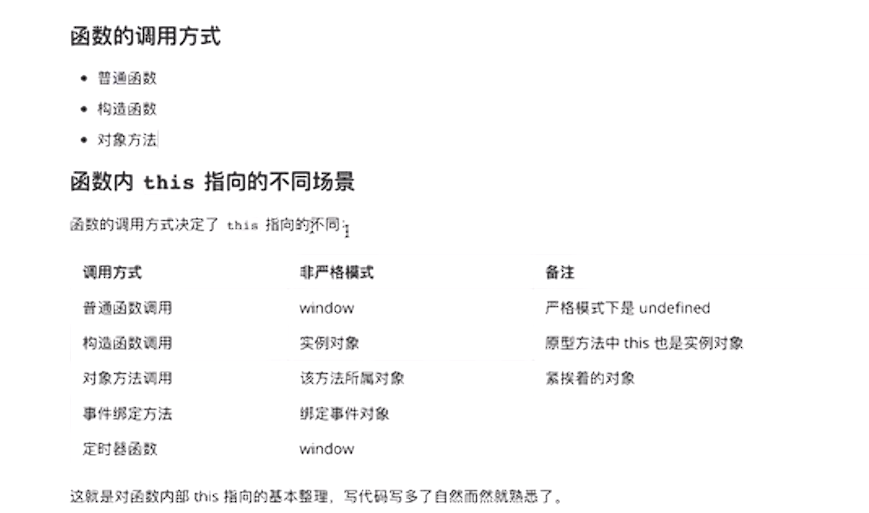 函数的调用方式
普通函数
构造函数
对象方法
函数内 this 指向的不同场景
函数的调用方式决定了 this 指向的不同：
调用方式 非严格模式 备注
普通函数调用 window 严格模式下是 undefined
构造函数调用 实例对象 原型方法中 this 也是实例对象
对象方法调用 该方法所属对象 紧挨着的对象
事件绑定方法 绑定事件对象
定时器函数 window
这就是对函数内部 this 指向的基本整理，写代码写多了自然而然就熟悉了。